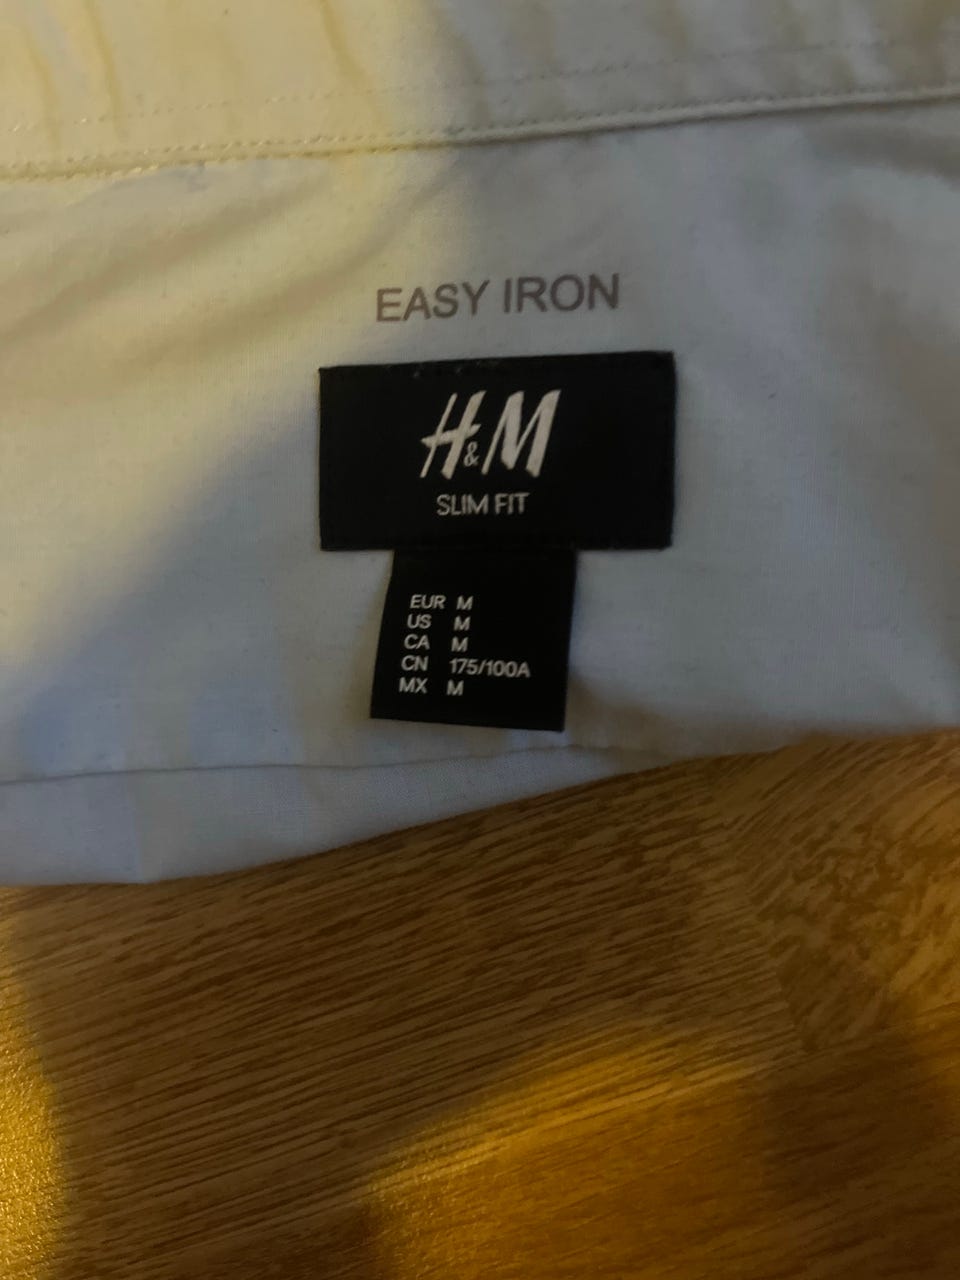 EASY IRON
H&M
SLIM FIT
EUR M
US M
CA M
CN 175/100A
MX M